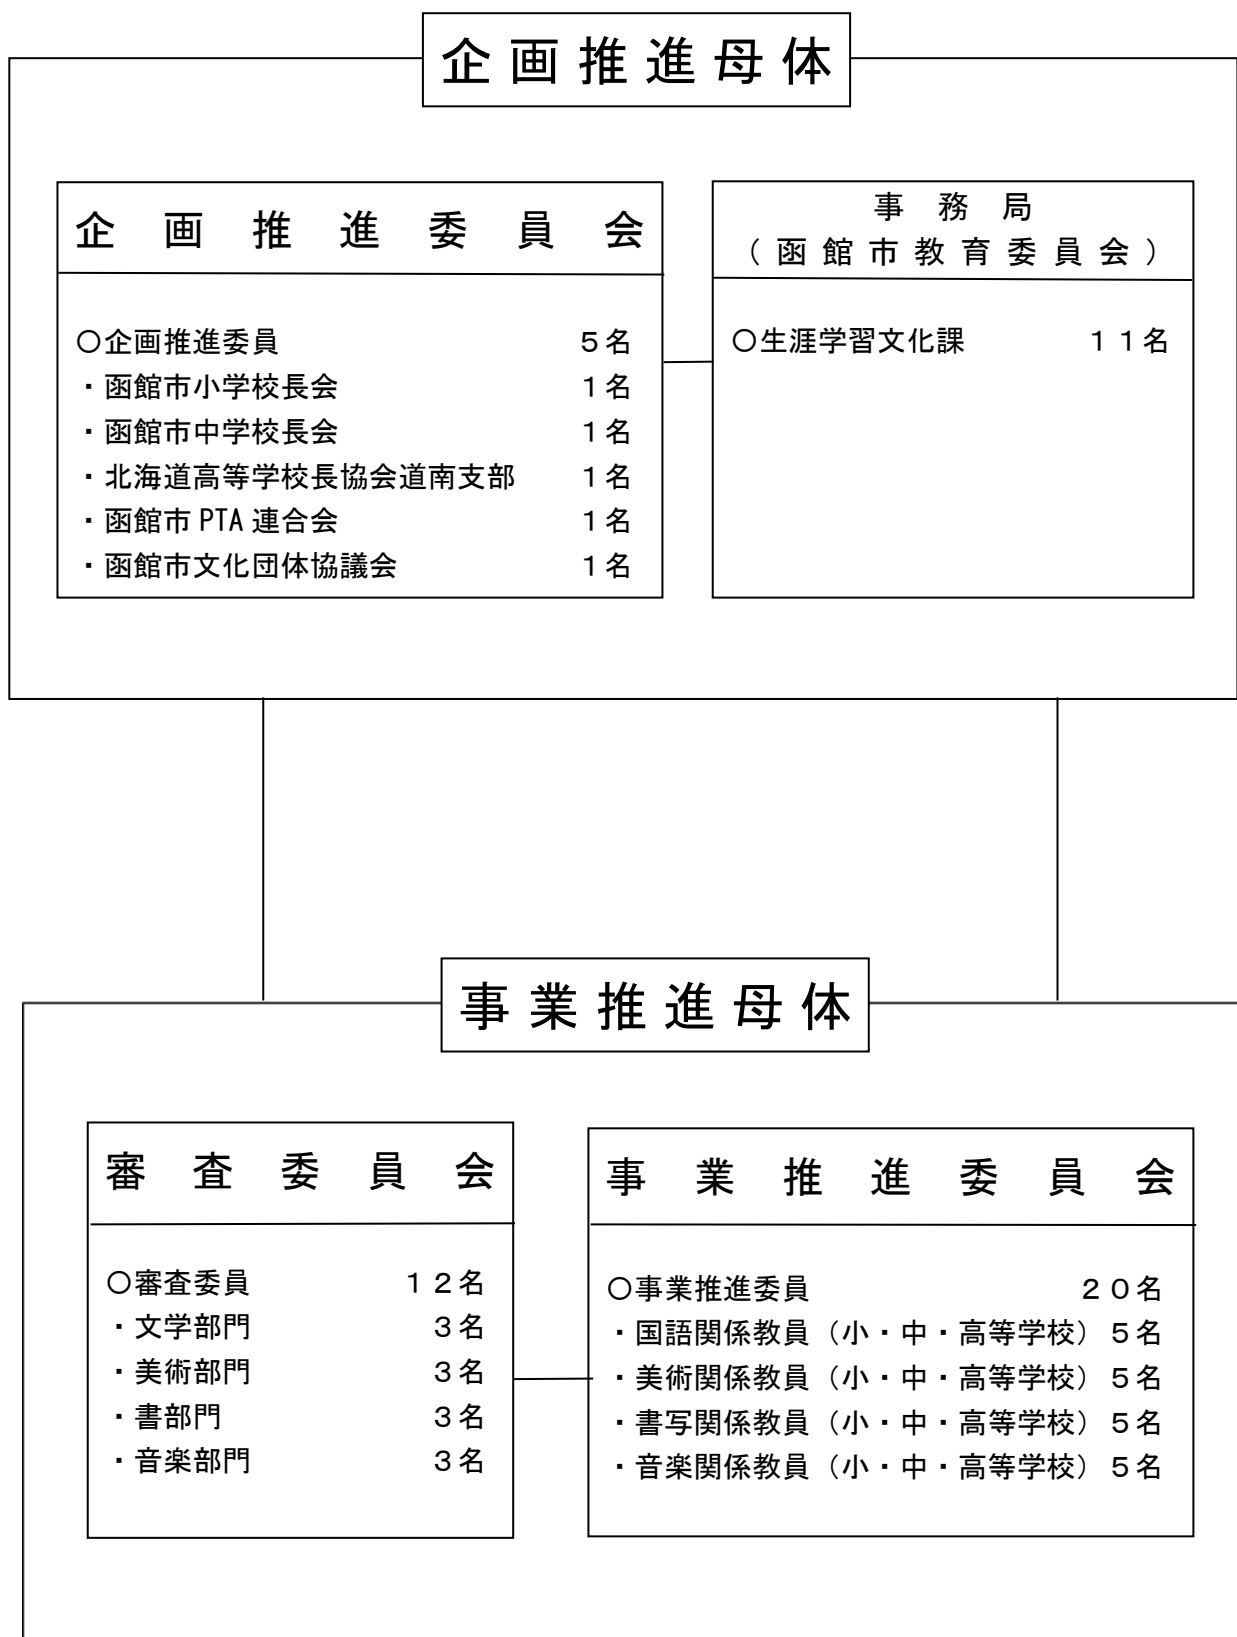 企画推進母体
企画推進委員会
〇企画推進委員 ５名
・函館市小学校長会 １名
・函館市中学校長会 １名
・北海道高等学校長協会道南支部 １名
・函館市 PTA 連合会 １名
・函館市文化団体協議会 １名
事務局
（函館市教育委員会）
〇生涯学習文化課 １１名
事業推進母体
審査委員会
〇審査委員 １２名
・文学部門 ３名
・美術部門 ３名
・書部門 ３名
・音楽部門 ３名
事業推進委員会
〇事業推進委員 ２０名
・国語関係教員（小・中・高等学校）５名
・美術関係教員（小・中・高等学校）５名
・書写関係教員（小・中・高等学校）５名
・音楽関係教員（小・中・高等学校）５名